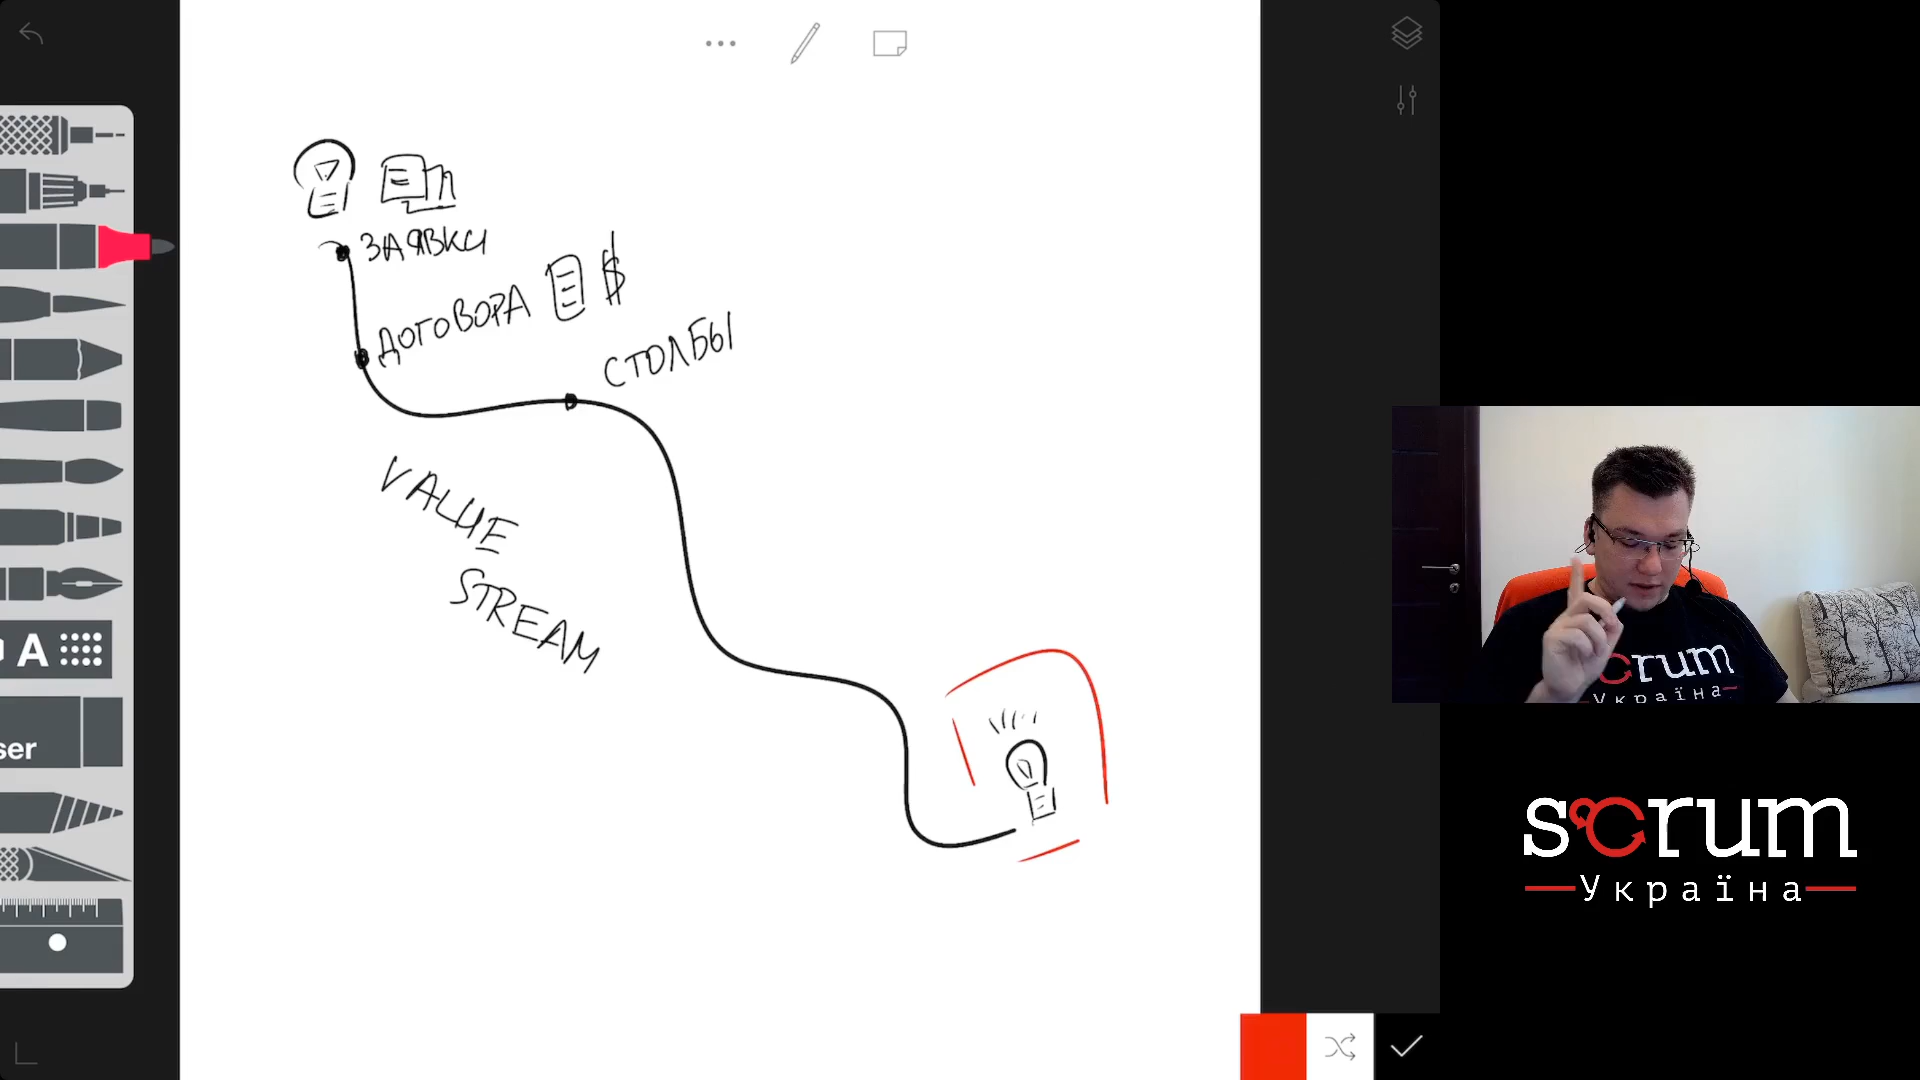 ЗАЯВКИ
ДОГОВОРА $
СТОЛБЫ
VALUE
STREAM
A
ser
scrum
Україна
scrum
Україна